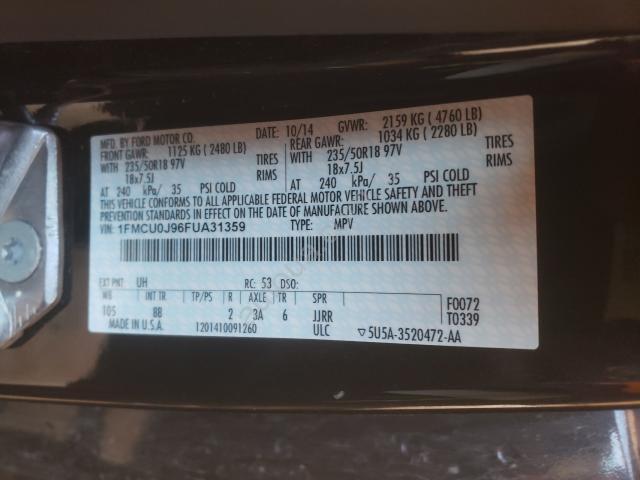 MFD. BY FORD MOTOR CO. DATE: 10/14 GVWR: 2159 KG ( 4760 LB)
FRONT GAWR: 1125 KG ( 2480 LB) REAR GAWR: 1034 KG ( 2280 LB)
WITH 235/50R18 97V TIRES WITH 235/50R18 97V TIRES
18x7.5J RIMS 18x7.5J RIMS
AT 240 kPa/ 35 PSI COLD AT 240 kPa/ 35 PSI COLD
THIS VEHICLE CONFORMS TO ALL APPLICABLE FEDERAL MOTOR VEHICLE SAFETY AND THEFT
PREVENTION STANDARDS IN EFFECT ON THE DATE OF MANUFACTURE SHOWN ABOVE.
VIN: 1FMCU0J96FUA31359 TYPE: MPV
EXT PNT UH RC: 53 DSO:
WB INT TR TP/PS R AXLE TR SPR F0072
105 88 2 3A 6 JJRR T0339
MADE IN U.S.A. 1201410091260 ULC ▽5U5A-3520472-AA